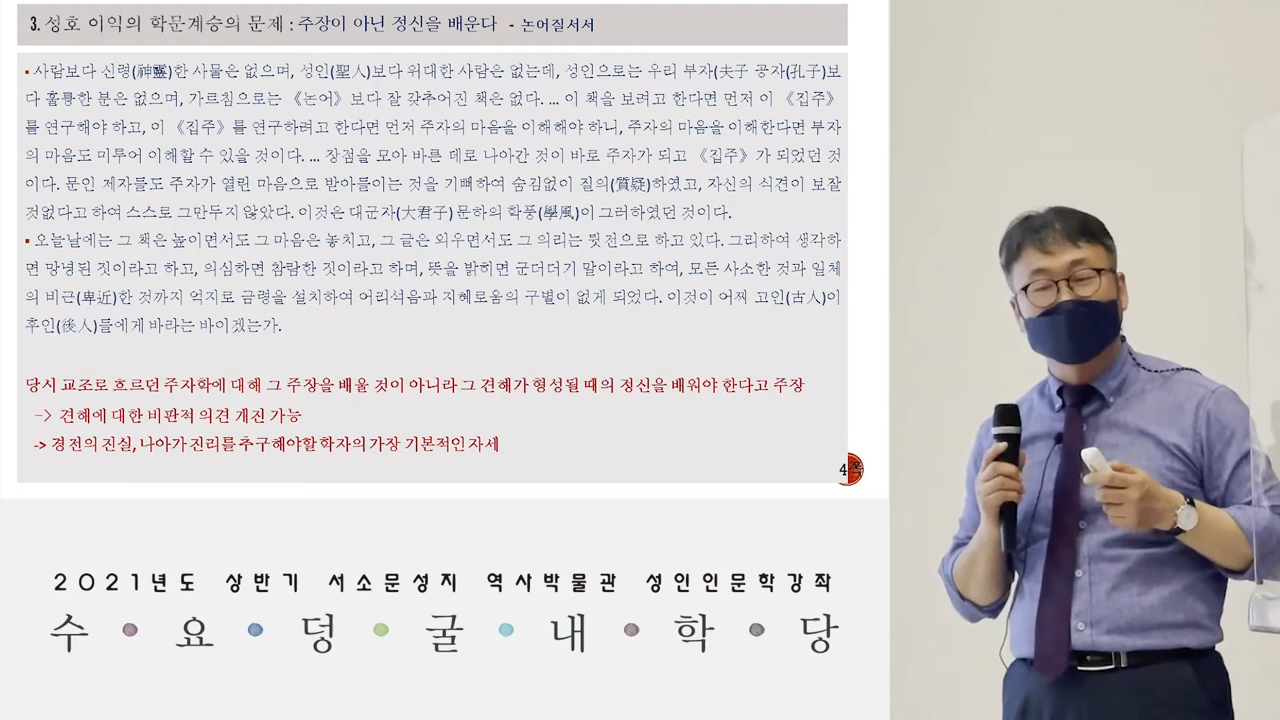 3. 성호 이익의 학문계승의 문제 : 주장이 아닌 정신을 배운다 - 논어질서서
▪ 사람보다 신령(神靈)한 사물은 없으며, 성인(聖人)보다 위대한 사람은 없는데, 성인으로는 우리 부자(夫子 공자(孔子)보
다 훌륭한 분은 없으며, 가르침으로는 《논어》보다 잘 갖추어진 책은 없다. ... 이 책을 보려고 한다면 먼저 이 《집주》
를 연구해야 하고, 이 《집주》를 연구하려고 한다면 먼저 주자의 마음을 이해해야 하니, 주자의 마음을 이해한다면 부자
의 마음도 미루어 이해할 수 있을 것이다. ... 장점을 모아 바른 데로 나아간 것이 바로 주자가 되고 《집주》가 되었던 것
이다. 문인 제자들도 주자가 열린 마음으로 받아들이는 것을 기뻐하여 숨김없이 질의(質疑)하였고, 자신의 식견이 보잘
것없다고 하여 스스로 그만두지 않았다. 이것은 대군자(大君子) 문하의 학풍(學風)이 그러하였던 것이다.
▪ 오늘날에는 그 책은 높이면서도 그 마음은 놓치고, 그 글은 외우면서도 그 의리는 뒷전으로 하고 있다. 그리하여 생각하
면 망령된 짓이라고 하고, 의심하면 참람한 것이라고 하며, 뜻을 밝히면 군더더기 말이라고 하여, 모든 사소한 것과 일체
의 비근(卑近)한 것까지 억지로 금령을 설치하여 어리석음과 지혜로움의 구별이 없게 되었다. 이것이 어찌 고인(古人)이
후인(後人)들에게 바라는 바이겠는가.
당시 교조로 흐르던 주자학에 대해 그 주장을 배울 것이 아니라 그 견해가 형성될 때의 정신을 배워야 한다고 주장
-> 견해에 대한 비판적 의견 개진 가능
-> 경전의 진실, 나아가 진리를 추구해야할 학자의 가장 기본적인 자세
4쪽
2021년도 상반기 서소문성지 역사박물관 성인인문학강좌
수·요·덩·굴·내·학·당